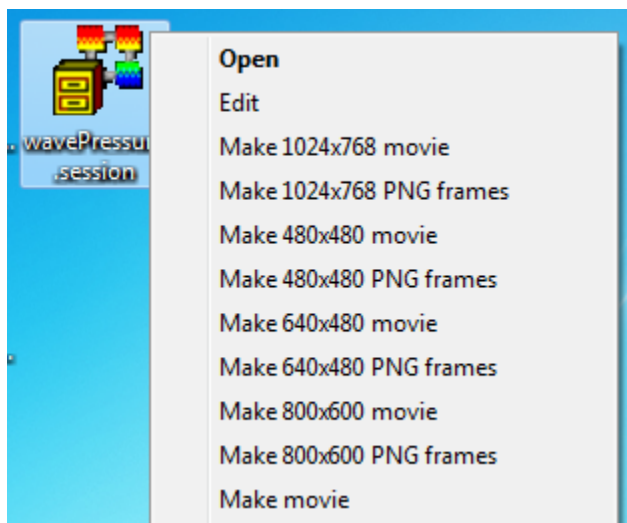 wavePressu
.session
Open
Edit
Make 1024x768 movie
Make 1024x768 PNG frames
Make 480x480 movie
Make 480x480 PNG frames
Make 640x480 movie
Make 640x480 PNG frames
Make 800x600 movie
Make 800x600 PNG frames
Make movie